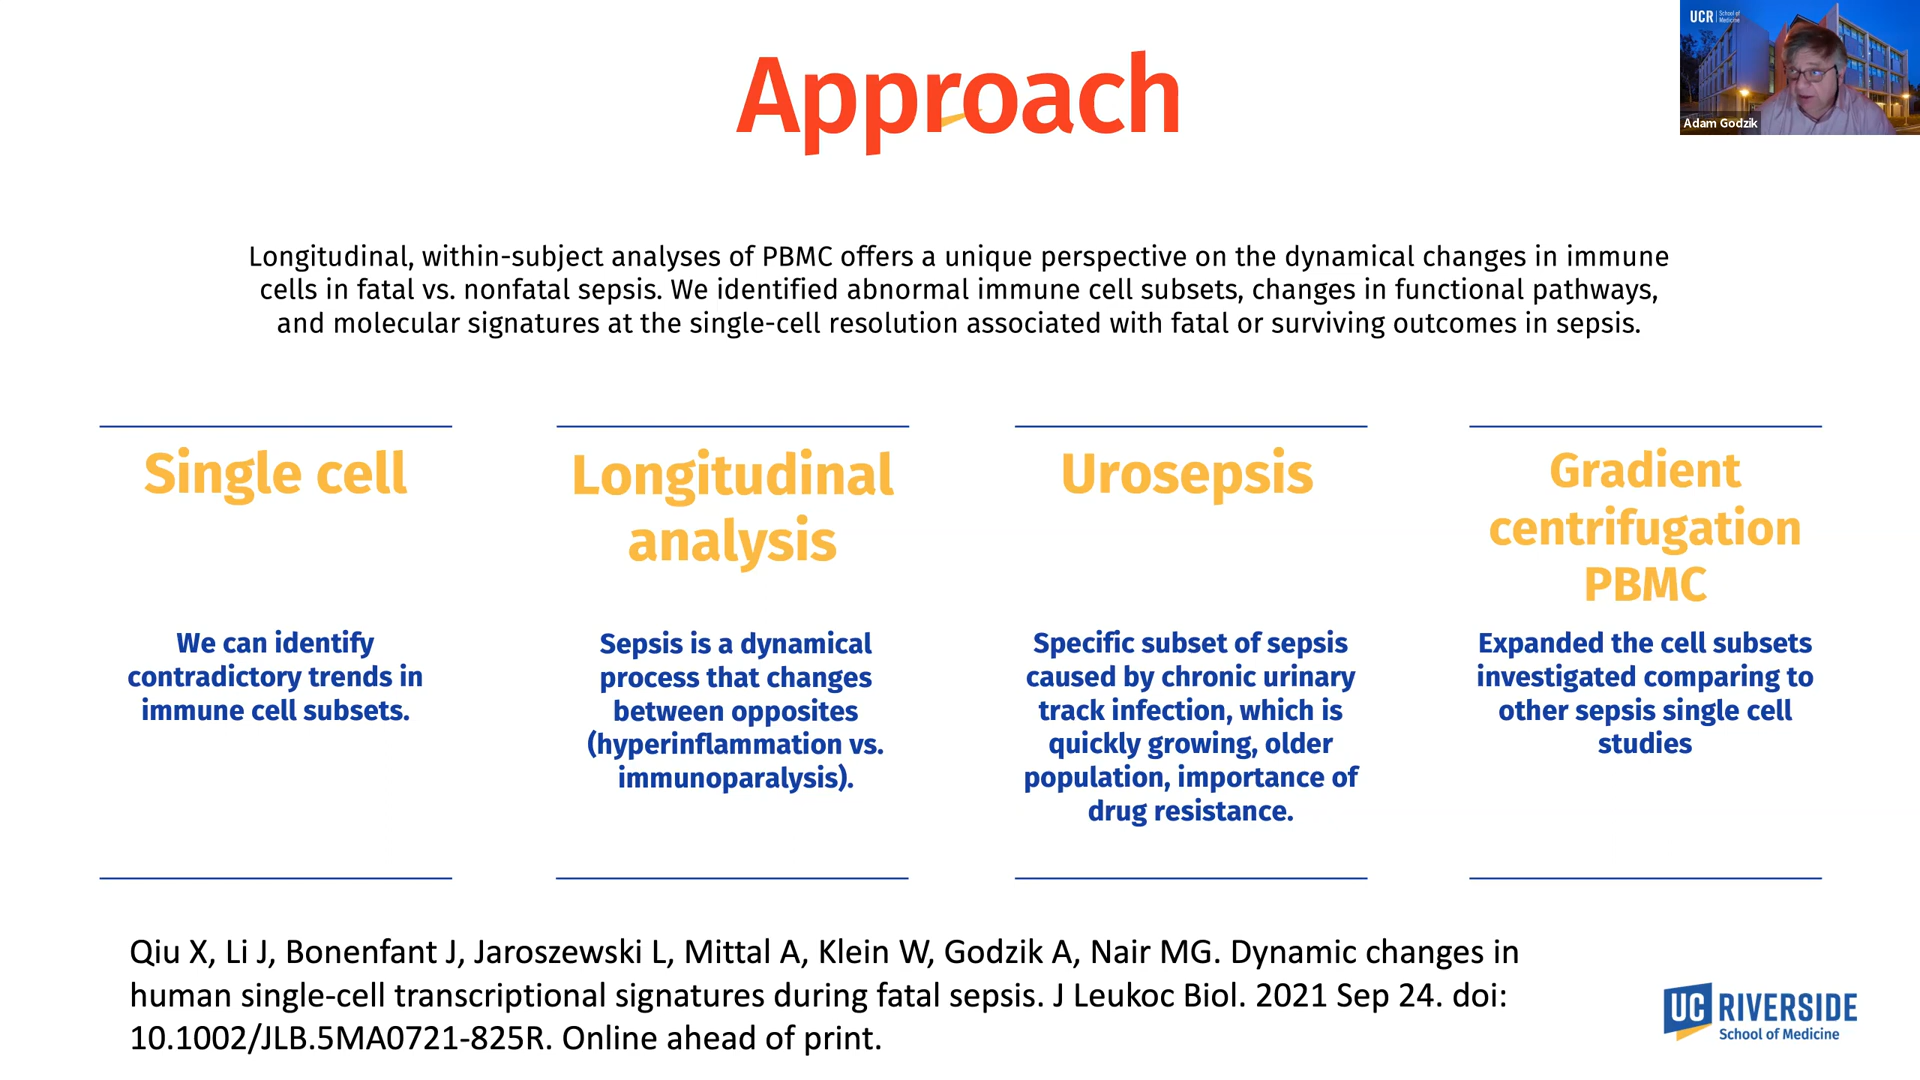 UCR School of Medicine
Adam Godzik
Approach
Longitudinal, within-subject analyses of PBMC offers a unique perspective on the dynamical changes in immune
cells in fatal vs. nonfatal sepsis. We identified abnormal immune cell subsets, changes in functional pathways,
and molecular signatures at the single-cell resolution associated with fatal or surviving outcomes in sepsis.
Single cell
We can identify
contradictory trends in
immune cell subsets.
Longitudinal
analysis
Sepsis is a dynamical
process that changes
between opposites
(hyperinflammation vs.
immunoparalysis).
Urosepsis
Specific subset of sepsis
caused by chronic urinary
track infection, which is
quickly growing, older
population, importance of
drug resistance.
Gradient
centrifugation
PBMC
Expanded the cell subsets
investigated comparing to
other sepsis single cell
studies
Qiu X, Li J, Bonenfant J, Jaroszewski L, Mittal A, Klein W, Godzik A, Nair MG. Dynamic changes in
human single-cell transcriptional signatures during fatal sepsis. J Leukoc Biol. 2021 Sep 24. doi:
10.1002/JLB.5MA0721-825R. Online ahead of print.
UC RIVERSIDE
School of Medicine